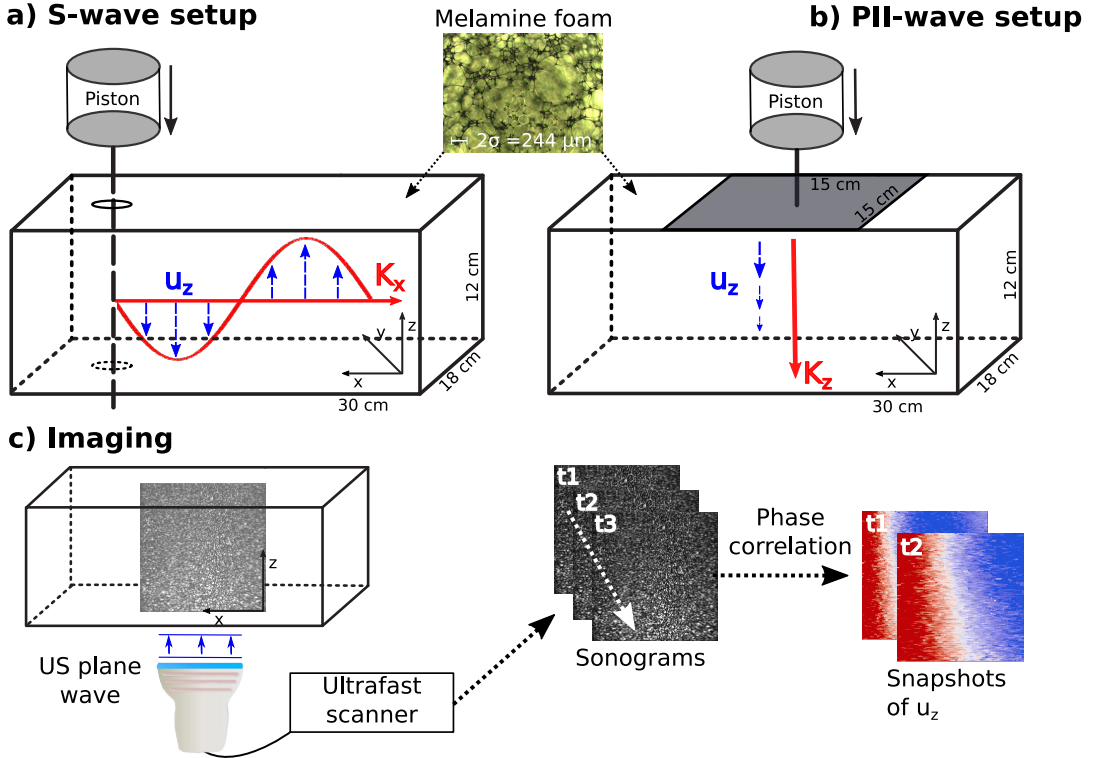 a) S-wave setup
Melamine foam
b) PII-wave setup
Piston
2σ =244 μm
Piston
15 cm
15 cm
u_z
K_x
12 cm
z
y
x
18 cm
30 cm
u_z
K_z
12 cm
z
y
x
18 cm
30 cm
c) Imaging
z
x
US plane
wave
Ultrafast
scanner
t1
t2
t3
Sonograms
Phase
correlation
t1
t2
Snapshots
of u_z